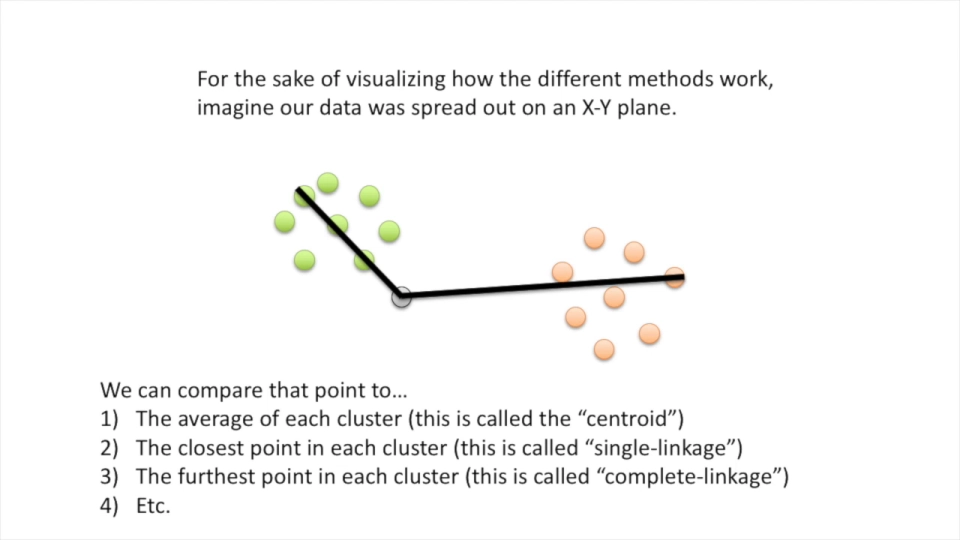 For the sake of visualizing how the different methods work,
imagine our data was spread out on an X-Y plane.
We can compare that point to…
1) The average of each cluster (this is called the “centroid”)
2) The closest point in each cluster (this is called “single-linkage”)
3) The furthest point in each cluster (this is called “complete-linkage”)
4) Etc.